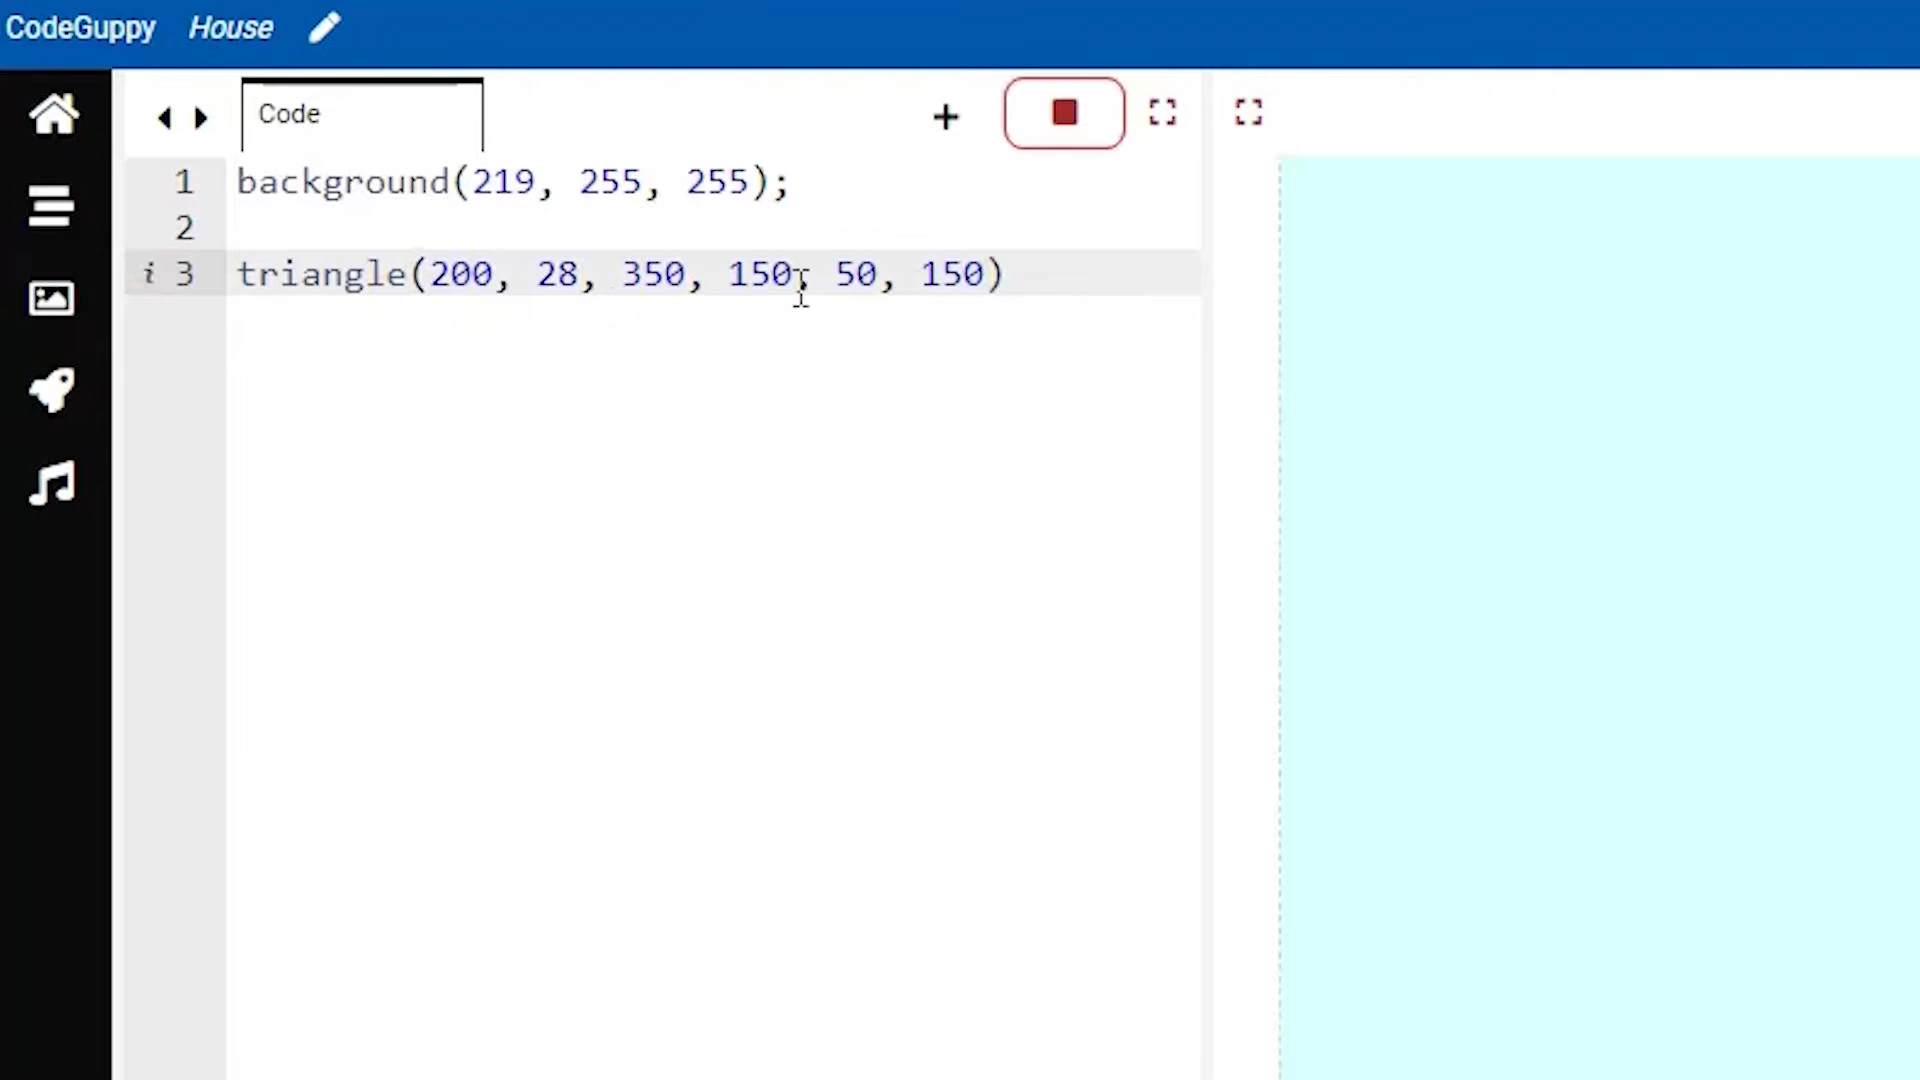 CodeGuppy House
Code
1 background(219, 255, 255);
2
i 3 triangle(200, 28, 350, 150, 50, 150)